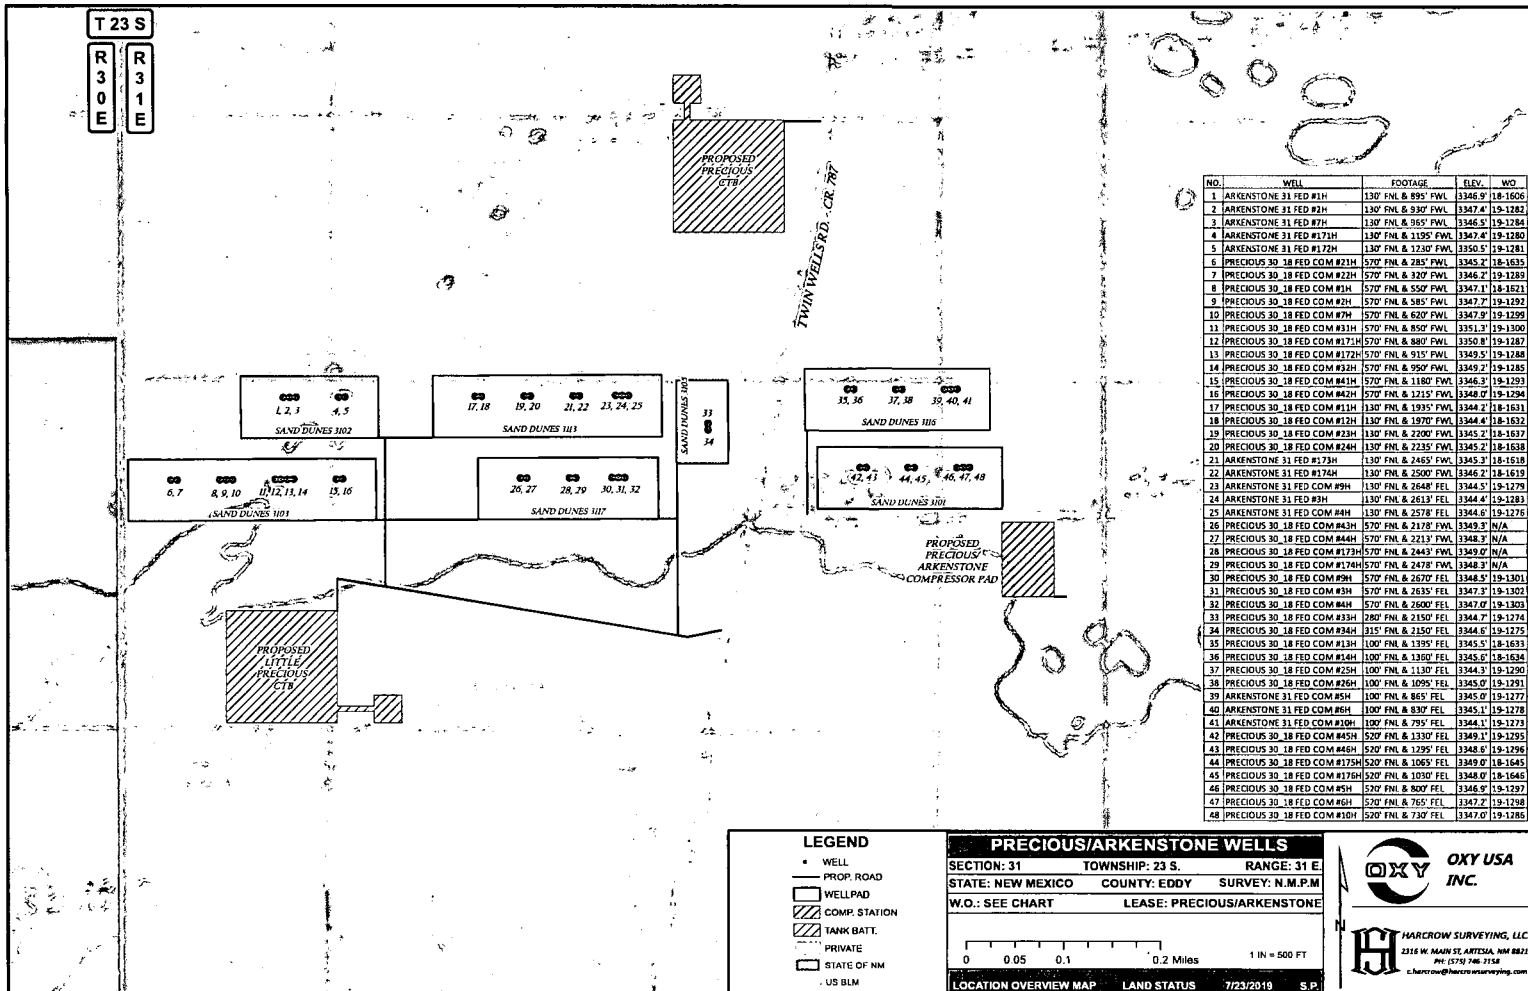 T 23 S
R 30 E
R 31 E
PROPOSED
PRECIOUS
CTB
TWIN WELLS RD. - CR. 787
1, 2, 3
4, 5
SAND DUNES 3102
17, 18
19, 20
21, 22
23, 24, 25
SAND DUNES 3113
SAND DUNES 3105
33
34
35, 36
37, 38
39, 40, 41
SAND DUNES 3116
6, 7
8, 9, 10
11, 12, 13, 14
15, 16
SAND DUNES 3103
26, 27
28, 29
30, 31, 32
SAND DUNES 3117
42, 43
44, 45
46, 47, 48
SAND DUNES 3101
PROPOSED
PRECIOUS/
ARKENSTONE
COMPRESSOR PAD
PROPOSED
LITTLE
PRECIOUS
CTB
NO. WELL FOOTAGE ELEV. WO
1 ARKENSTONE 31 FED #1H 130' FNL & 895' FWL 3346.9' 18-1606
2 ARKENSTONE 31 FED #2H 130' FNL & 930' FWL 3347.4' 19-1282
3 ARKENSTONE 31 FED #7H 130' FNL & 965' FWL 3346.5' 19-1284
4 ARKENSTONE 31 FED #171H 130' FNL & 1195' FWL 3347.4' 19-1280
5 ARKENSTONE 31 FED #172H 130' FNL & 1230' FWL 3350.5' 19-1281
6 PRECIOUS 30_18 FED COM #21H 570' FNL & 285' FWL 3345.2' 18-1635
7 PRECIOUS 30_18 FED COM #22H 570' FNL & 320' FWL 3346.2' 19-1289
8 PRECIOUS 30_18 FED COM #1H 570' FNL & 550' FWL 3347.1' 18-1621
9 PRECIOUS 30_18 FED COM #2H 570' FNL & 585' FWL 3347.7' 19-1292
10 PRECIOUS 30_18 FED COM #7H 570' FNL & 620' FWL 3347.9' 19-1299
11 PRECIOUS 30_18 FED COM #31H 570' FNL & 850' FWL 3351.3' 19-1300
12 PRECIOUS 30_18 FED COM #171H 570' FNL & 880' FWL 3350.8' 19-1287
13 PRECIOUS 30_18 FED COM #172H 570' FNL & 915' FWL 3349.5' 19-1288
14 PRECIOUS 30_18 FED COM #32H 570' FNL & 950' FWL 3349.2' 19-1285
15 PRECIOUS 30_18 FED COM #41H 570' FNL & 1180' FWL 3346.3' 19-1293
16 PRECIOUS 30_18 FED COM #42H 570' FNL & 1215' FWL 3348.0' 19-1294
17 PRECIOUS 30_18 FED COM #11H 130' FNL & 1935' FWL 3344.2' 18-1631
18 PRECIOUS 30_18 FED COM #12H 130' FNL & 1970' FWL 3344.4' 18-1632
19 PRECIOUS 30_18 FED COM #23H 130' FNL & 2200' FWL 3345.2' 18-1637
20 PRECIOUS 30_18 FED COM #24H 130' FNL & 2235' FWL 3345.2' 18-1638
21 ARKENSTONE 31 FED #173H 130' FNL & 2465' FWL 3345.3' 18-1618
22 ARKENSTONE 31 FED #174H 130' FNL & 2500' FWL 3346.2' 18-1619
23 ARKENSTONE 31 FED COM #9H 130' FNL & 2648' FEL 3344.5' 19-1279
24 ARKENSTONE 31 FED #3H 130' FNL & 2613' FEL 3344.4' 19-1283
25 ARKENSTONE 31 FED COM #4H 130' FNL & 2578' FEL 3344.6' 19-1276
26 PRECIOUS 30_18 FED COM #43H 570' FNL & 2178' FWL 3349.3' N/A
27 PRECIOUS 30_18 FED COM #44H 570' FNL & 2213' FWL 3348.3' N/A
28 PRECIOUS 30_18 FED COM #173H 570' FNL & 2443' FWL 3349.0' N/A
29 PRECIOUS 30_18 FED COM #174H 570' FNL & 2478' FWL 3348.3' N/A
30 PRECIOUS 30_18 FED COM #9H 570' FNL & 2670' FEL 3348.5' 19-1301
31 PRECIOUS 30_18 FED COM #3H 570' FNL & 2635' FEL 3347.3' 19-1302
32 PRECIOUS 30_18 FED COM #4H 570' FNL & 2600' FEL 3347.0' 19-1303
33 PRECIOUS 30_18 FED COM #33H 280' FNL & 2150' FEL 3344.7' 19-1274
34 PRECIOUS 30_18 FED COM #34H 315' FNL & 2150' FEL 3344.6' 19-1275
35 PRECIOUS 30_18 FED COM #13H 100' FNL & 1395' FEL 3345.5' 18-1633
36 PRECIOUS 30_18 FED COM #14H 100' FNL & 1360' FEL 3345.6' 18-1634
37 PRECIOUS 30_18 FED COM #25H 100' FNL & 1130' FEL 3344.3' 19-1290
38 PRECIOUS 30_18 FED COM #26H 100' FNL & 1095' FEL 3345.0' 19-1291
39 ARKENSTONE 31 FED COM #5H 100' FNL & 865' FEL 3345.0' 19-1277
40 ARKENSTONE 31 FED COM #6H 100' FNL & 830' FEL 3345.1' 19-1278
41 ARKENSTONE 31 FED COM #10H 100' FNL & 795' FEL 3344.1' 19-1273
42 PRECIOUS 30_18 FED COM #45H 520' FNL & 1330' FEL 3349.1' 19-1295
43 PRECIOUS 30_18 FED COM #46H 520' FNL & 1295' FEL 3348.6' 19-1296
44 PRECIOUS 30_18 FED COM #175H 520' FNL & 1065' FEL 3349.0' 18-1645
45 PRECIOUS 30_18 FED COM #176H 520' FNL & 1030' FEL 3348.0' 18-1646
46 PRECIOUS 30_18 FED COM #5H 520' FNL & 800' FEL 3346.9' 19-1297
47 PRECIOUS 30_18 FED COM #6H 520' FNL & 765' FEL 3347.2' 19-1298
48 PRECIOUS 30_18 FED COM #10H 520' FNL & 730' FEL 3347.0' 19-1286
LEGEND
WELL
PROP. ROAD
WELLPAD
COMP. STATION
TANK BATT.
PRIVATE
STATE OF NM
US BLM
PRECIOUS/ARKENSTONE WELLS
SECTION: 31 TOWNSHIP: 23 S. RANGE: 31 E.
STATE: NEW MEXICO COUNTY: EDDY SURVEY: N.M.P.M
W.O.: SEE CHART LEASE: PRECIOUS/ARKENSTONE
0 0.05 0.1 0.2 Miles 1 IN = 500 FT
LOCATION OVERVIEW MAP LAND STATUS 7/23/2019 S.P.
N
OXY
OXY USA
INC.
HARCROW SURVEYING, LLC
2316 W. MAIN ST, ARTESIA, NM 8821
PH: (575) 746-2158
c.harcrow@harcrowsurveying.com